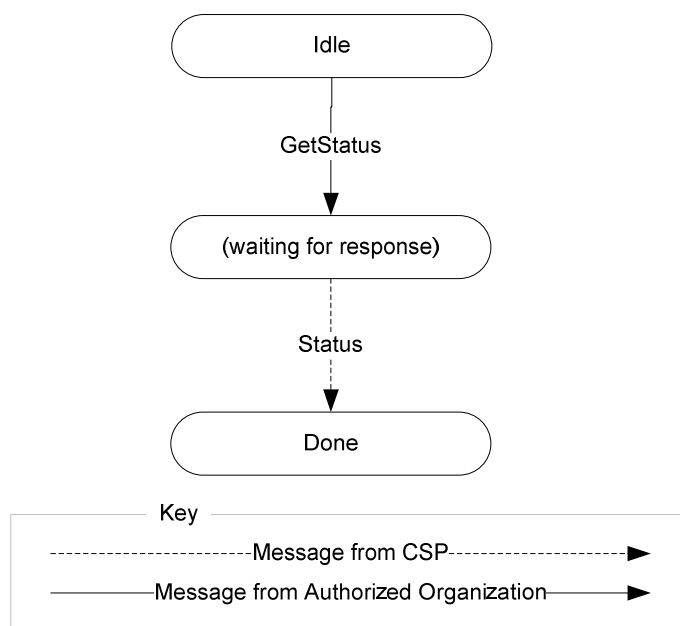 Idle
GetStatus
(waiting for response)
Status
Done
Key
Message from CSP
Message from Authorized Organization